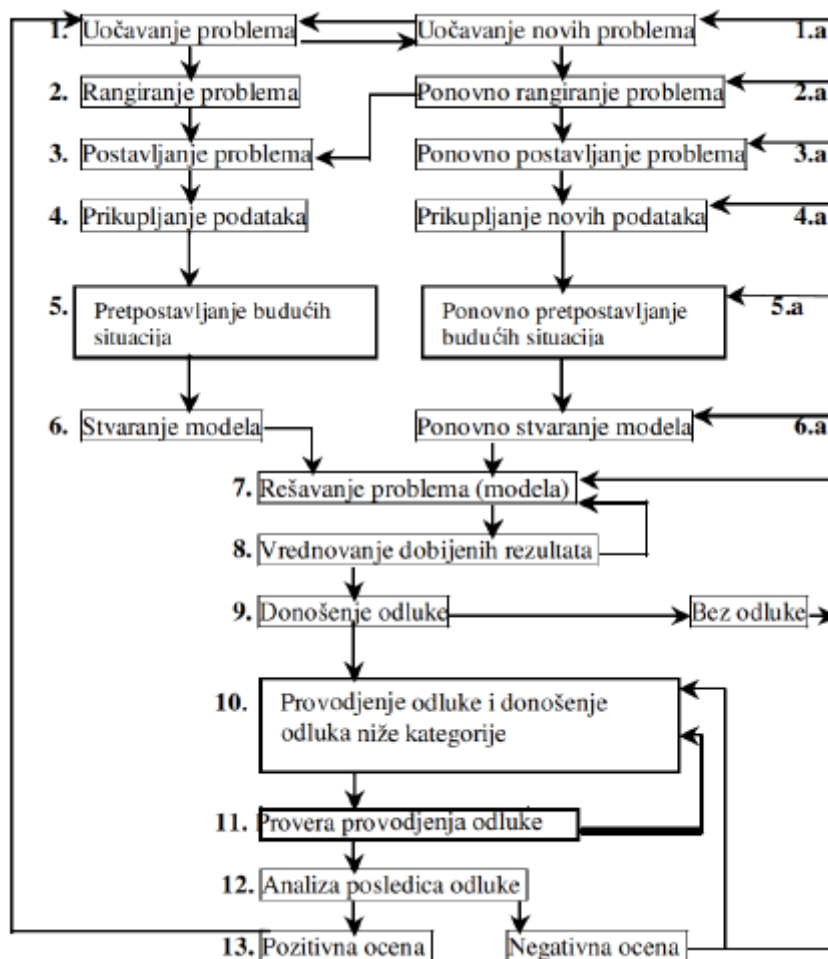 1. Uočavanje problema Uočavanje novih problema 1.a
2. Rangiranje problema Ponovno rangiranje problema 2.a
3. Postavljanje problema Ponovno postavljanje problema 3.a
4. Prikupljanje podataka Prikupljanje novih podataka 4.a
5. Pretpostavljanje budućih situacija Ponovno pretpostavljanje budućih situacija 5.a
6. Stvaranje modela Ponovno stvaranje modela 6.a
7. Rešavanje problema (modela)
8. Vrednovanje dobijenih rezultata
9. Donošenje odluke Bez odluke
10. Provodjenje odluke i donošenje
odluka niže kategorije
11. Provera provodjenja odluke
12. Analiza posledica odluke
13. Pozitivna ocena Negativna ocena